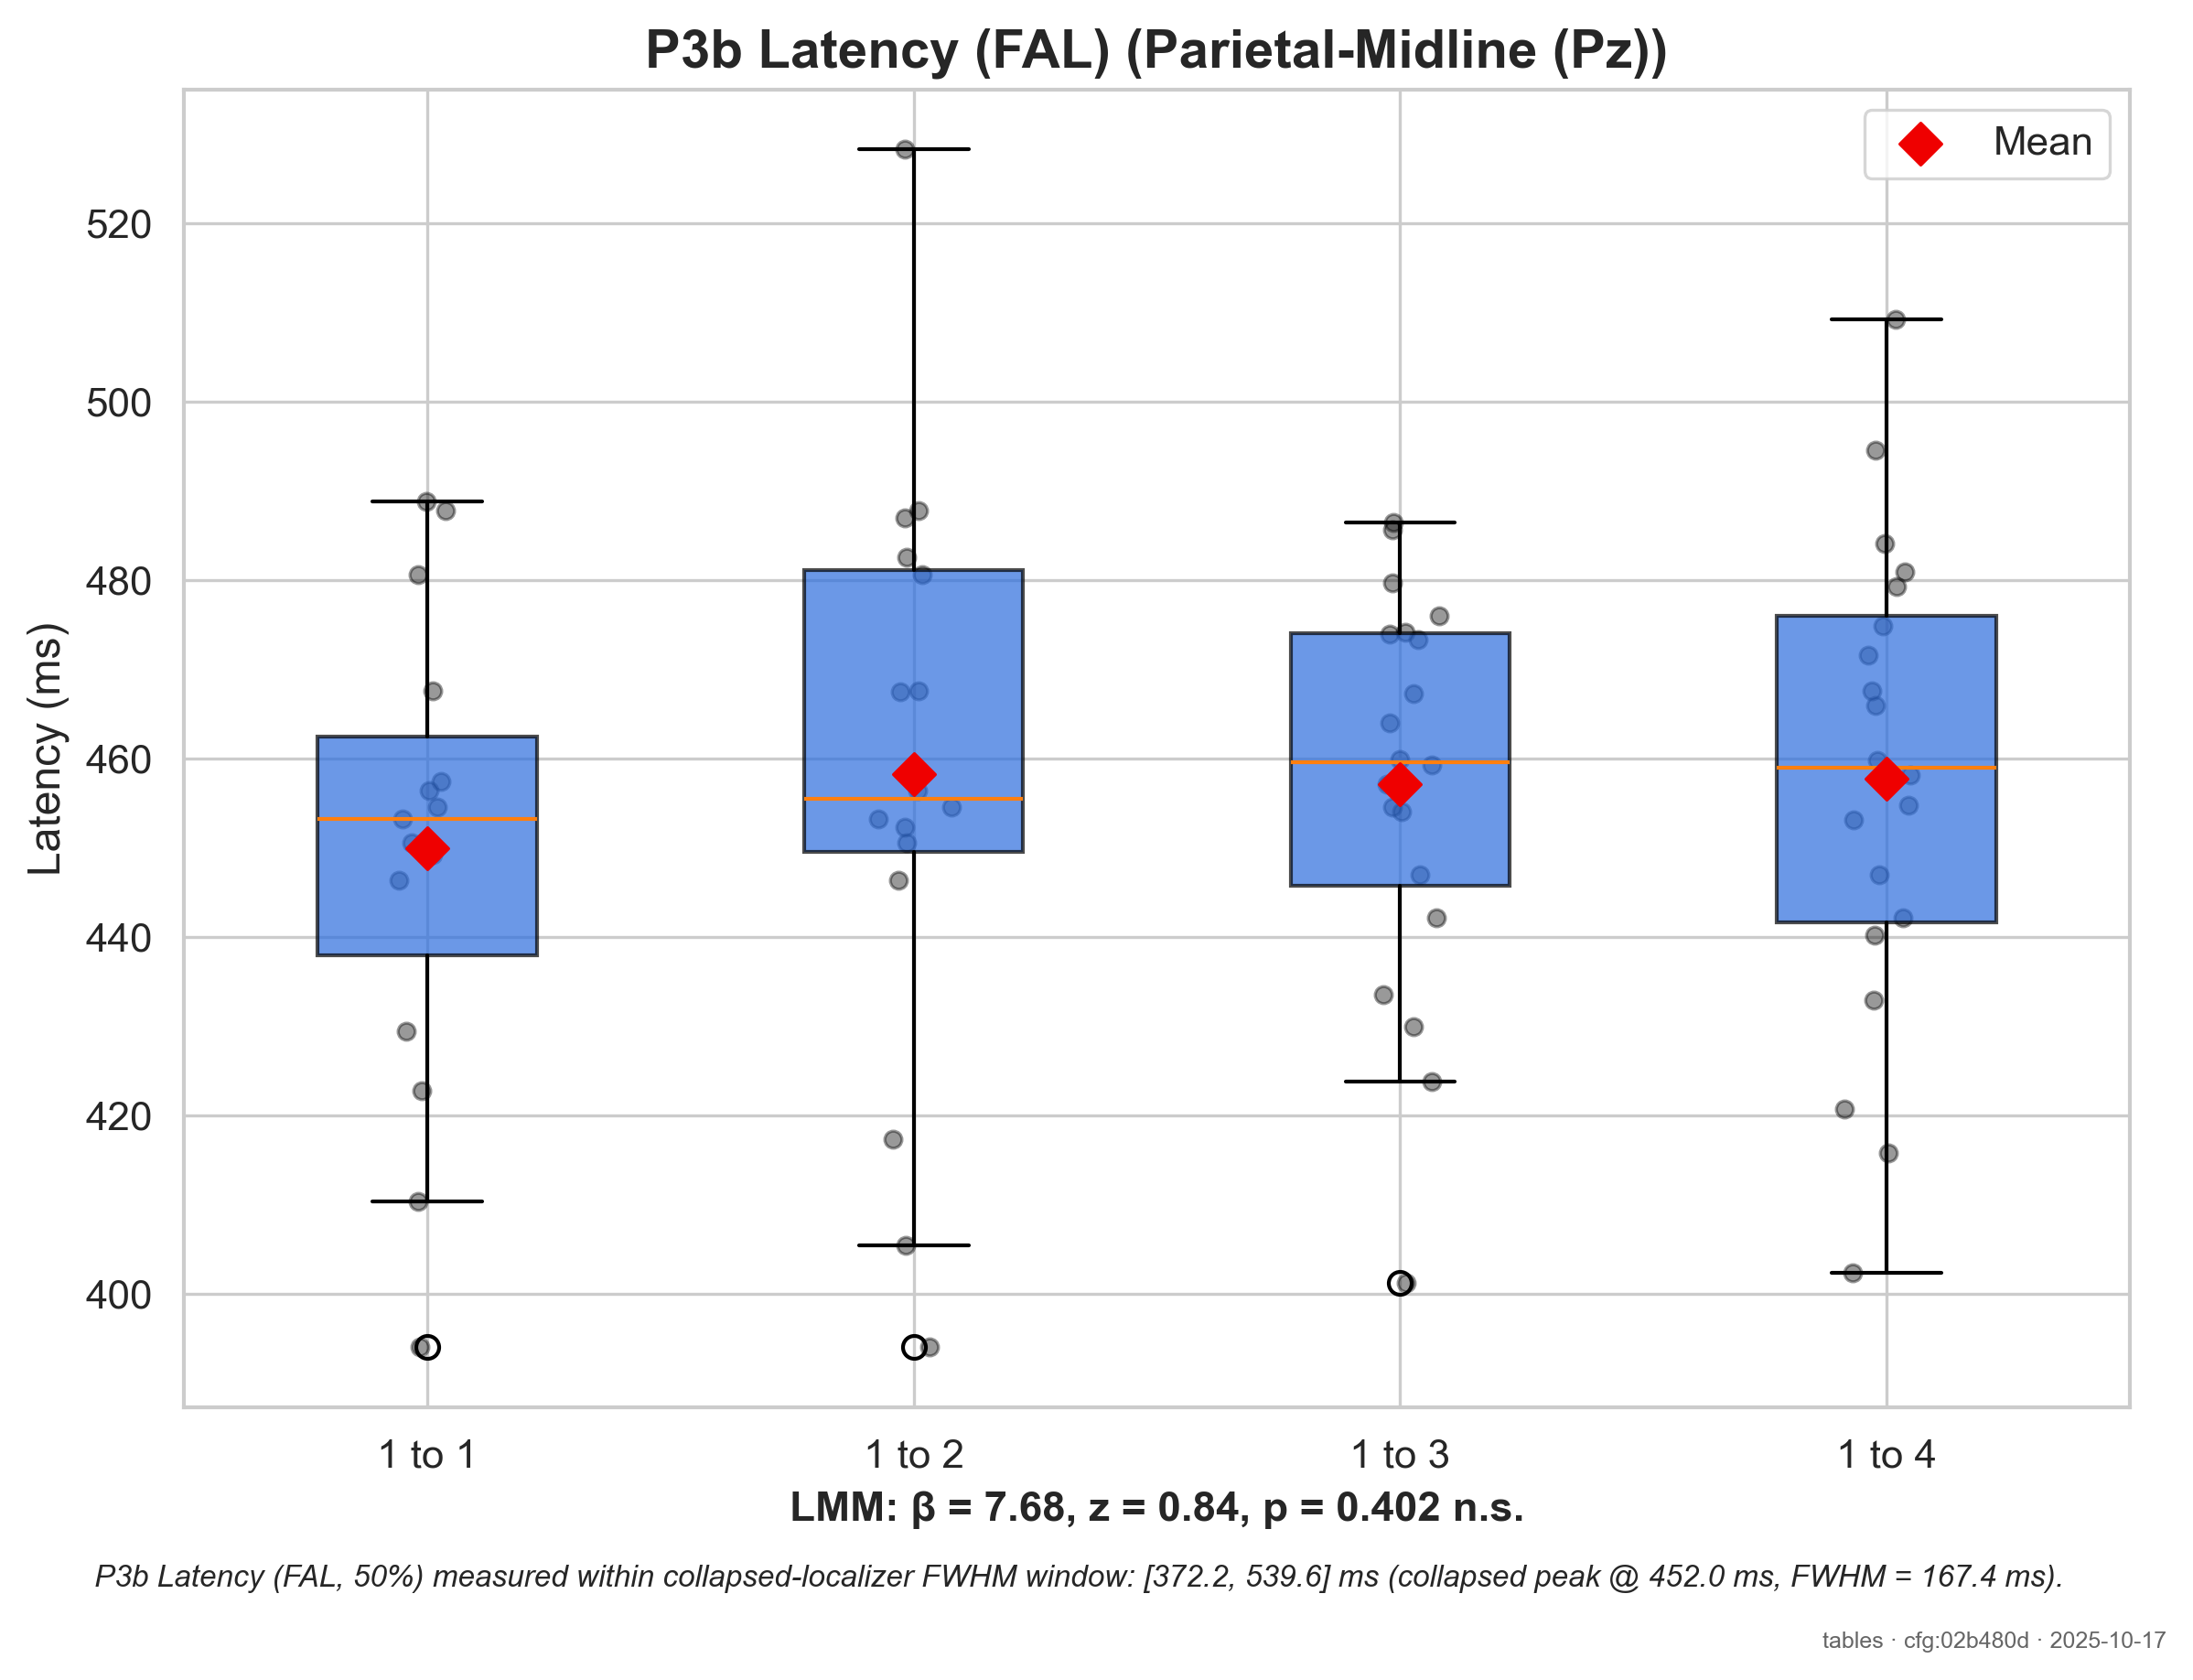 P3b Latency (FAL) (Parietal-Midline (Pz))
Mean
Latency (ms)
520
500
480
460
440
420
400
1 to 1
1 to 2
1 to 3
1 to 4
LMM: β = 7.68, z = 0.84, p = 0.402 n.s.
P3b Latency (FAL, 50%) measured within collapsed-localizer FWHM window: [372.2, 539.6] ms (collapsed peak @ 452.0 ms, FWHM = 167.4 ms).
tables · cfg:02b480d · 2025-10-17